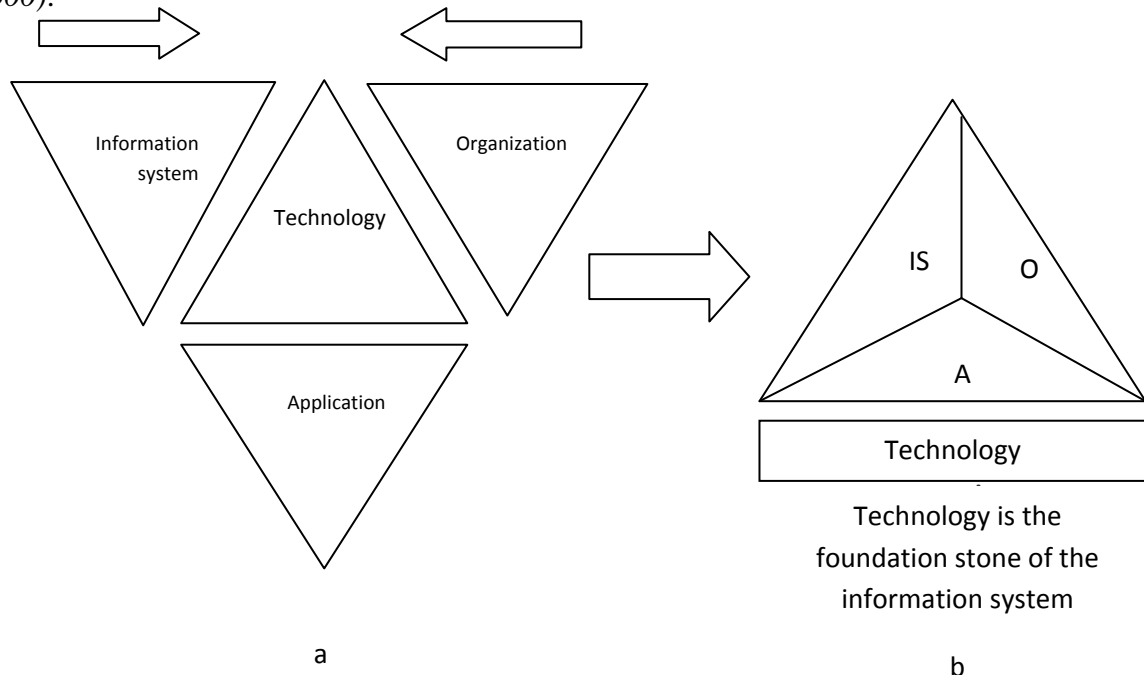 Information
system
Technology
Organization
Application
a
IS
O
A
Technology
Technology is the
foundation stone of the
information system
b